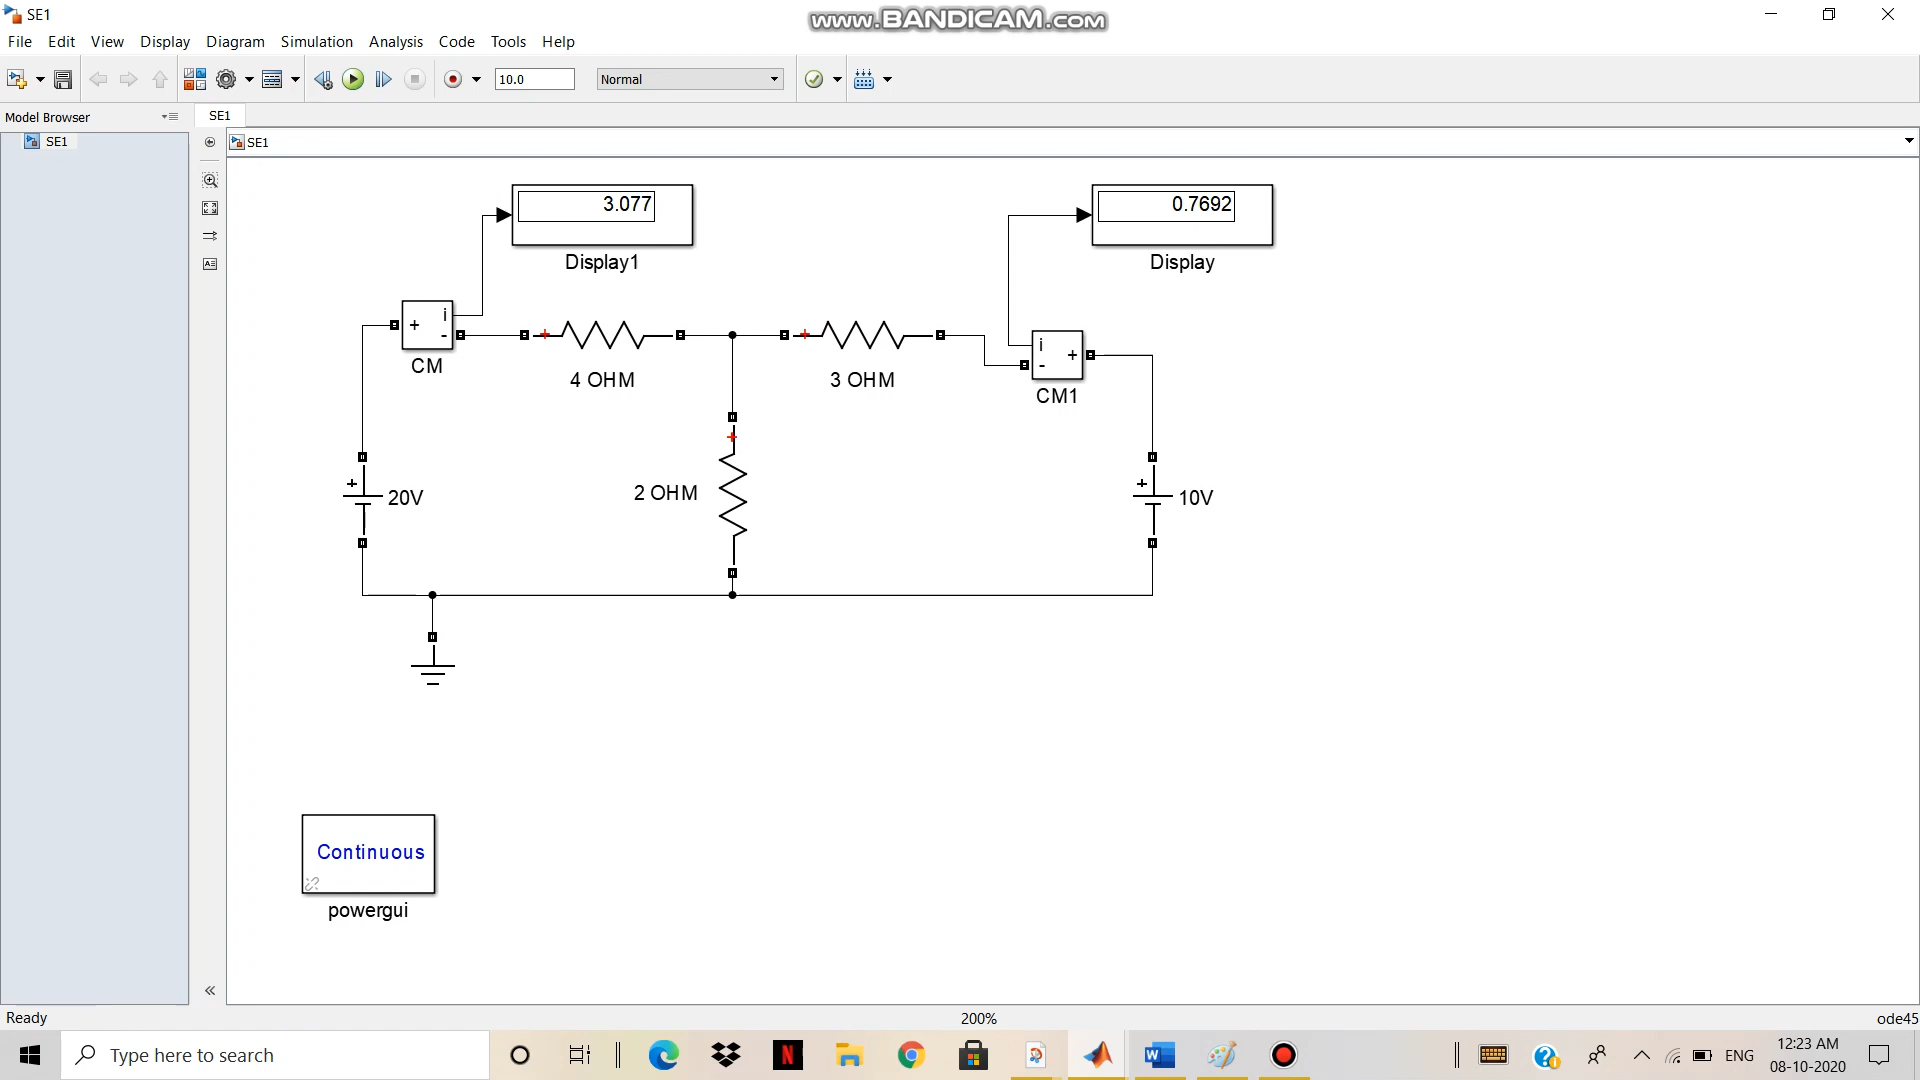 SE1
www.BANDICAM.com
File Edit View Display Diagram Simulation Analysis Code Tools Help
10.0
Normal
Model Browser
SE1
SE1
SE1
3.077
0.7692
Display1
Display
+ i
-
CM
+
+
i
- +
4 OHM
3 OHM
CM1
+
+
20V
2 OHM
+
10V
Continuous
powergui
Ready
200%
ode45
Type here to search
ENG
12:23 AM
08-10-2020